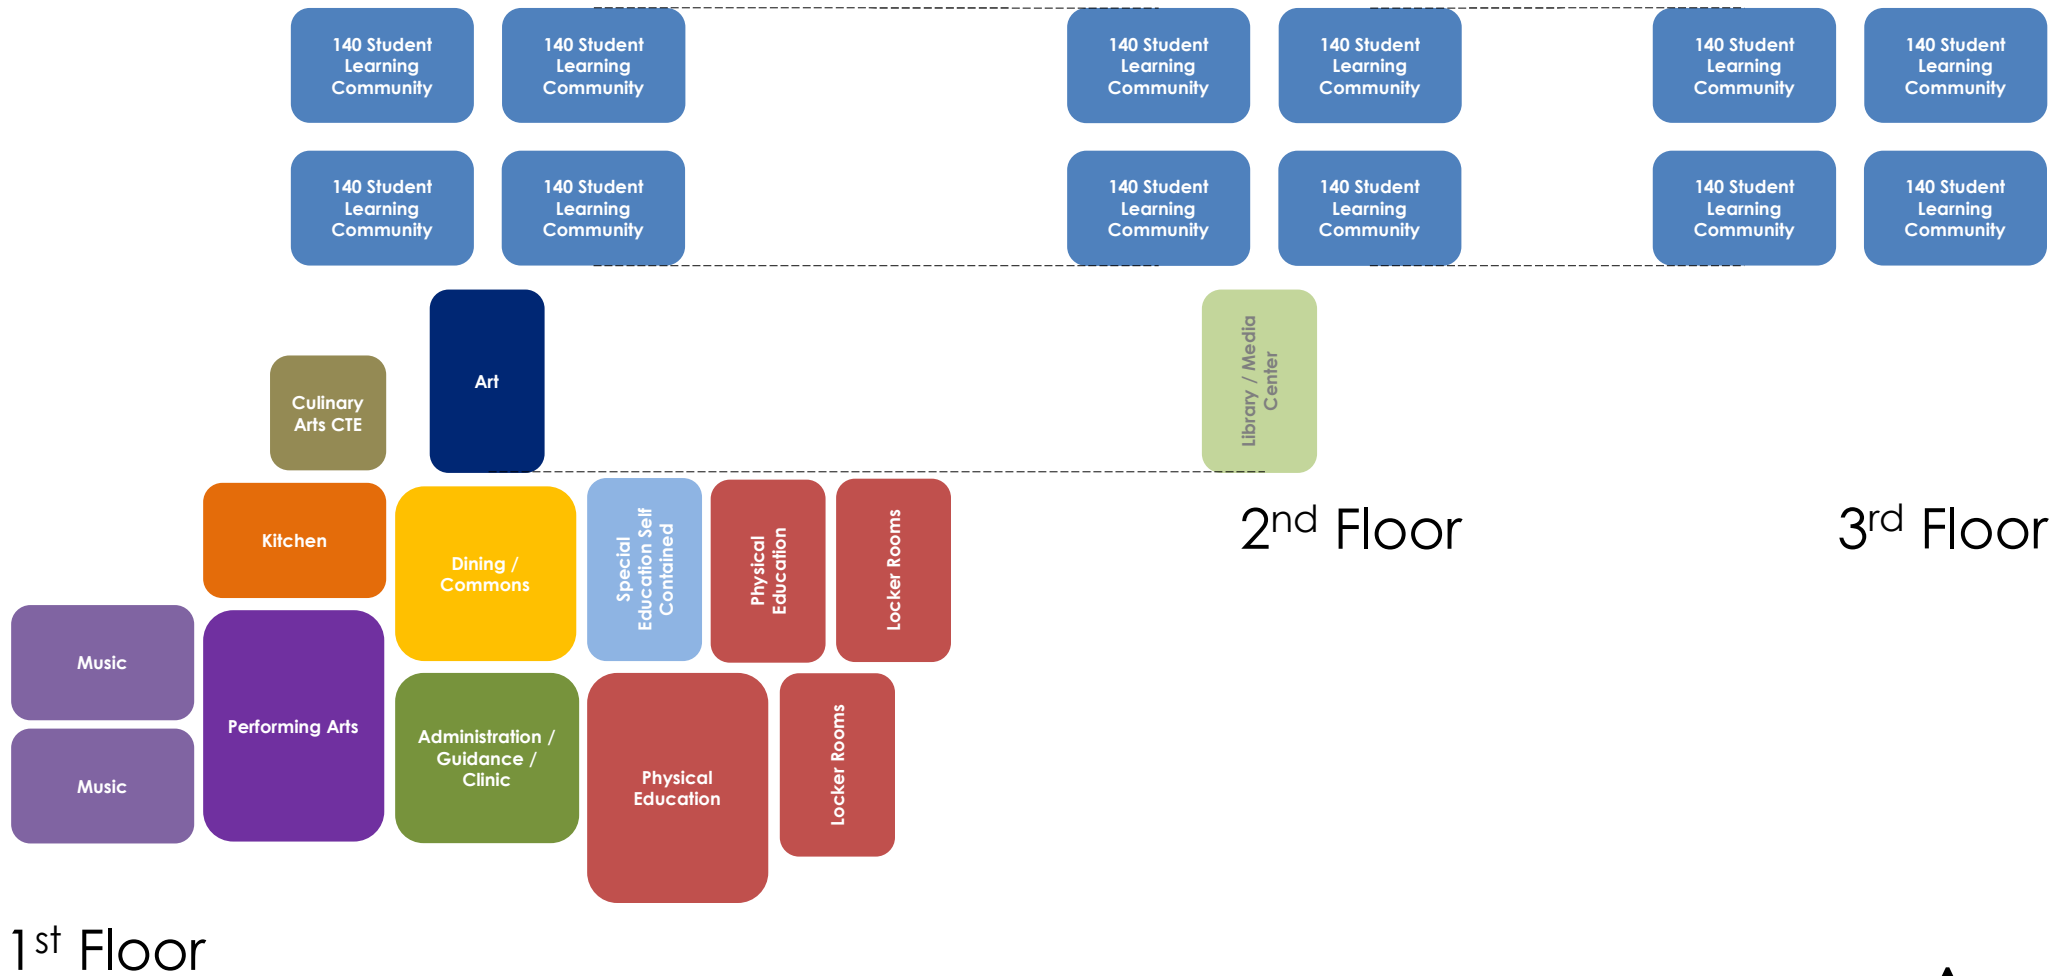 140 Student
Learning
Community
140 Student
Learning
Community
140 Student
Learning
Community
140 Student
Learning
Community
140 Student
Learning
Community
140 Student
Learning
Community
140 Student
Learning
Community
140 Student
Learning
Community
140 Student
Learning
Community
140 Student
Learning
Community
140 Student
Learning
Community
140 Student
Learning
Community
Art
Culinary
Arts CTE
Library / Media
Center
Kitchen
Dining /
Commons
Special
Education Self
Contained
Physical
Education
Locker Rooms
2nd Floor
3rd Floor
Music
Music
Performing Arts
Administration /
Guidance /
Clinic
Physical
Education
Locker Rooms
1st Floor